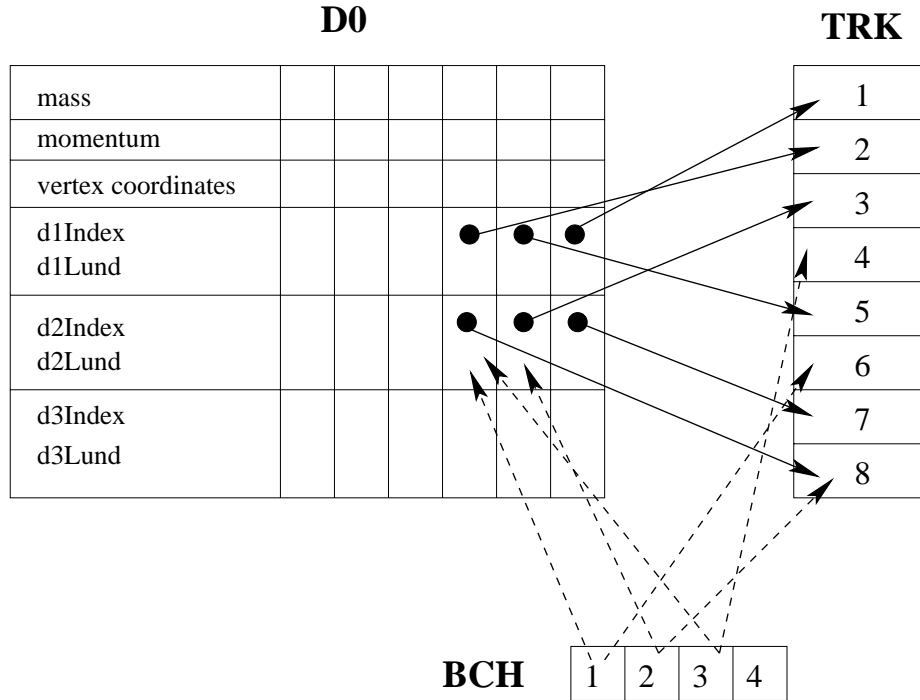 D0
TRK
mass
momentum
vertex coordinates
d1Index
d1Lund
d2Index
d2Lund
d3Index
d3Lund
1
2
3
4
5
6
7
8
BCH 1 2 3 4